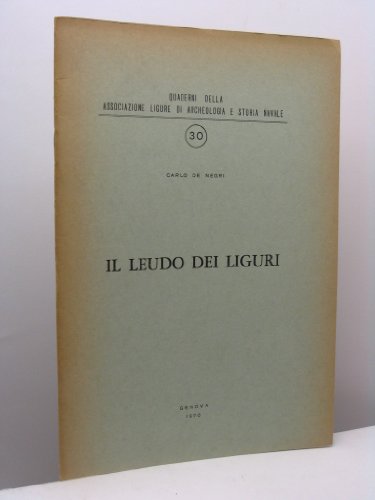 QUADERNI DELLA
ASSOCIAZIONE LIGURE DI ARCHEOLOGIA E STORIA NAVALE
30
CARLO DE NEGRI
IL LEUDO DEI LIGURI
GENOVA